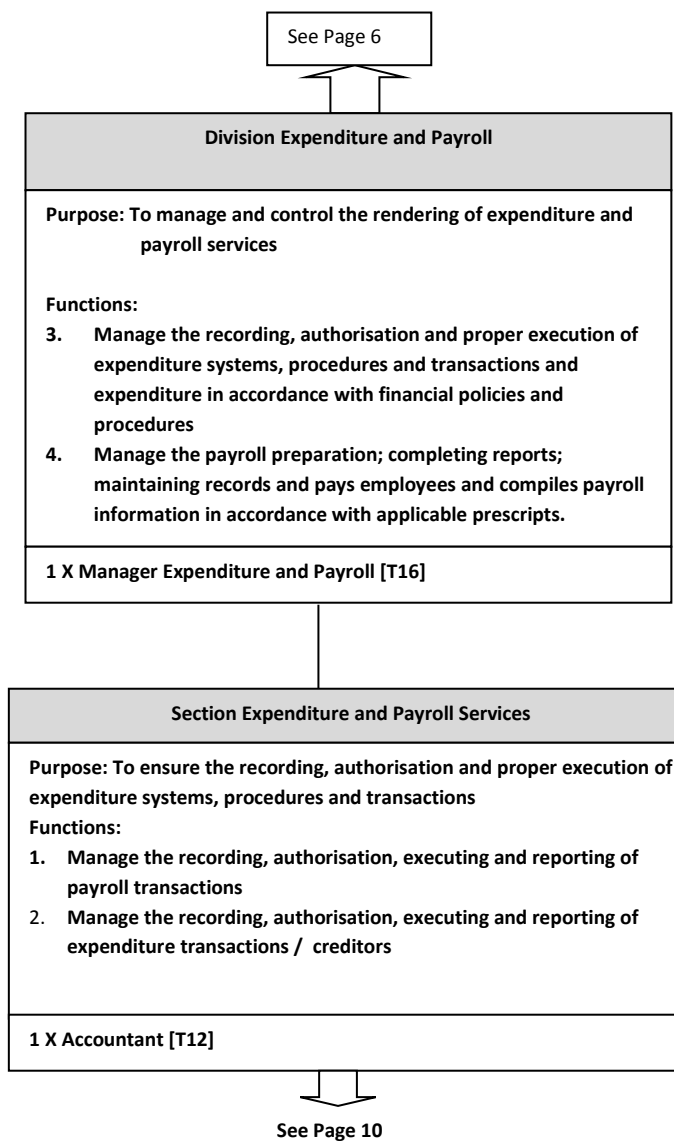 See Page 6
Division Expenditure and Payroll
Purpose: To manage and control the rendering of expenditure and
payroll services
Functions:
3. Manage the recording, authorisation and proper execution of
expenditure systems, procedures and transactions and
expenditure in accordance with financial policies and
procedures
4. Manage the payroll preparation; completing reports;
maintaining records and pays employees and compiles payroll
information in accordance with applicable prescripts.
1 X Manager Expenditure and Payroll [T16]
Section Expenditure and Payroll Services
Purpose: To ensure the recording, authorisation and proper execution of
expenditure systems, procedures and transactions
Functions:
1. Manage the recording, authorisation, executing and reporting of
payroll transactions
2. Manage the recording, authorisation, executing and reporting of
expenditure transactions / creditors
1 X Accountant [T12]
See Page 10